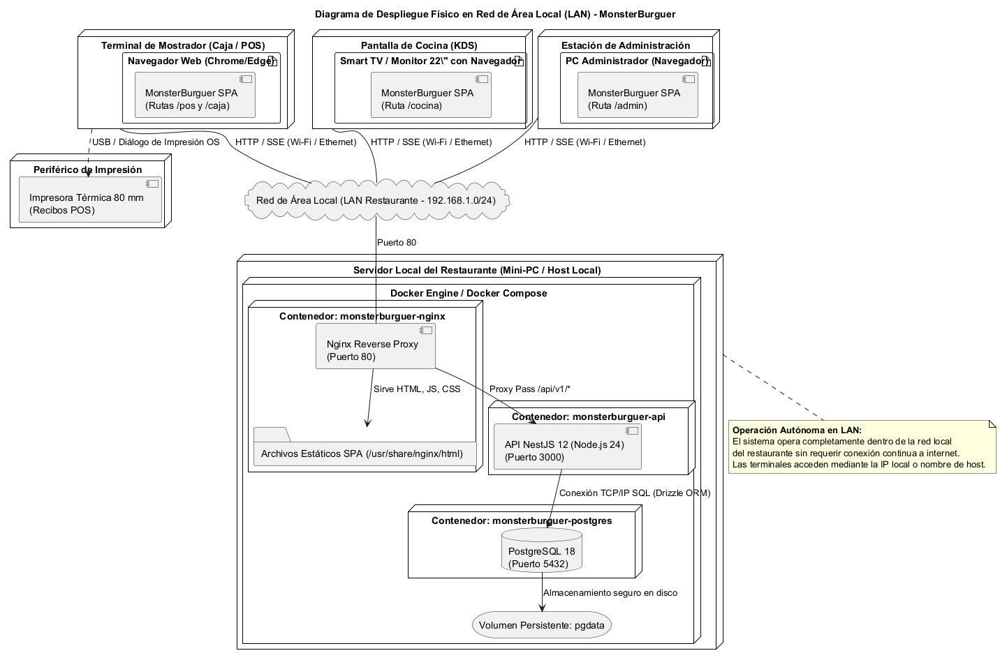 Diagrama de Despliegue Físico en Red de Área Local (LAN) - MonsterBurguer
Terminal de Mostrador (Caja / POS)
Navegador Web (Chrome/Edge)
MonsterBurguer SPA
(Rutas /pos y /caja)
Pantalla de Cocina (KDS)
Smart TV / Monitor 22\" con Navegador
MonsterBurguer SPA
(Ruta /cocina)
Estación de Administración
PC Administrador (Navegador)
MonsterBurguer SPA
(Ruta /admin)
USB / Diálogo de Impresión OS
HTTP / SSE (Wi-Fi / Ethernet)
HTTP / SSE (Wi-Fi / Ethernet)
HTTP / SSE (Wi-Fi / Ethernet)
Periférico de Impresión
Impresora Térmica 80 mm
(Recibos POS)
Red de Área Local (LAN Restaurante - 192.168.1.0/24)
Puerto 80
Servidor Local del Restaurante (Mini-PC / Host Local)
Docker Engine / Docker Compose
Contenedor: monsterburguer-nginx
Nginx Reverse Proxy
(Puerto 80)
Sirve HTML, JS, CSS
Proxy Pass /api/v1/*
Archivos Estáticos SPA (/usr/share/nginx/html)
Contenedor: monsterburguer-api
API NestJS 12 (Node.js 24)
(Puerto 3000)
Operación Autónoma en LAN:
El sistema opera completamente dentro de la red local
del restaurante sin requerir conexión continua a internet.
Las terminales acceden mediante la IP local o nombre de host.
Conexión TCP/IP SQL (Drizzle ORM)
Contenedor: monsterburguer-postgres
PostgreSQL 18
(Puerto 5432)
Almacenamiento seguro en disco
Volumen Persistente: pgdata